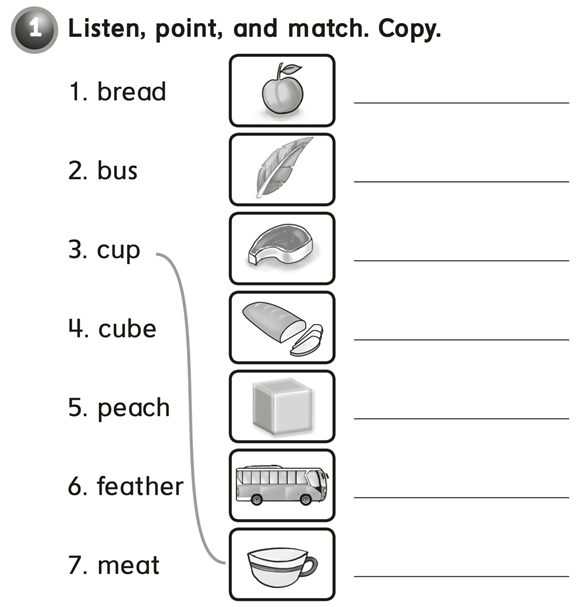 1 Listen, point, and match. Copy.
1. bread
2. bus
3. cup
4. cube
5. peach
6. feather
7. meat